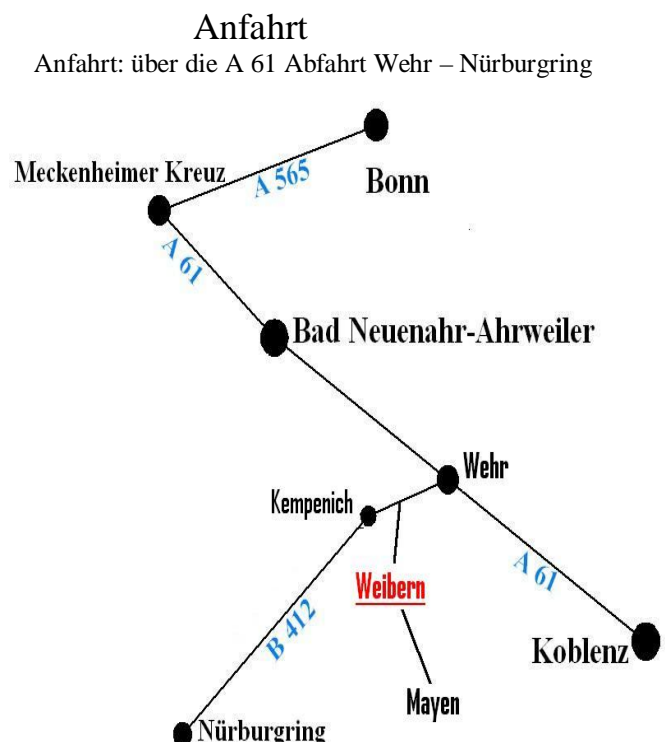 Anfahrt
Anfahrt: über die A 61 Abfahrt Wehr – Nürburgring
Meckenheimer Kreuz
A 565
Bonn
A 61
Bad Neuenahr-Ahrweiler
Wehr
Kempenich
A 61
Weibern
B 412
Koblenz
Mayen
Nürburgring